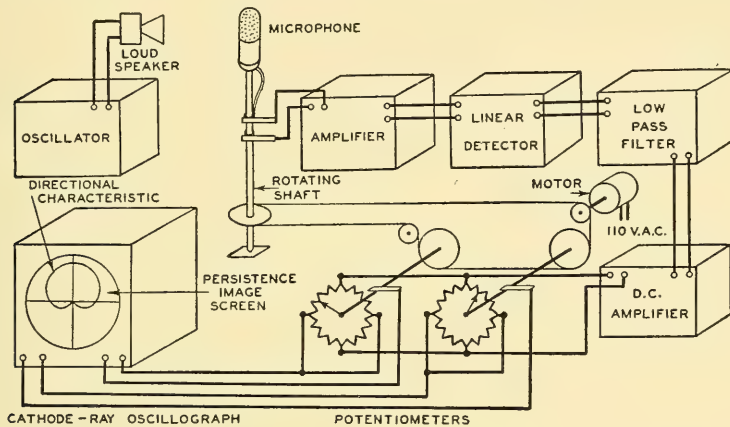 LOUD
SPEAKER
OSCILLATOR
MICROPHONE
AMPLIFIER
LINEAR
DETECTOR
LOW
PASS
FILTER
DIRECTIONAL
CHARACTERISTIC
ROTATING
SHAFT
MOTOR
110 V.A.C.
PERSISTENCE
IMAGE
SCREEN
D.C.
AMPLIFIER
CATHODE-RAY OSCILLOGRAPH
POTENTIOMETERS